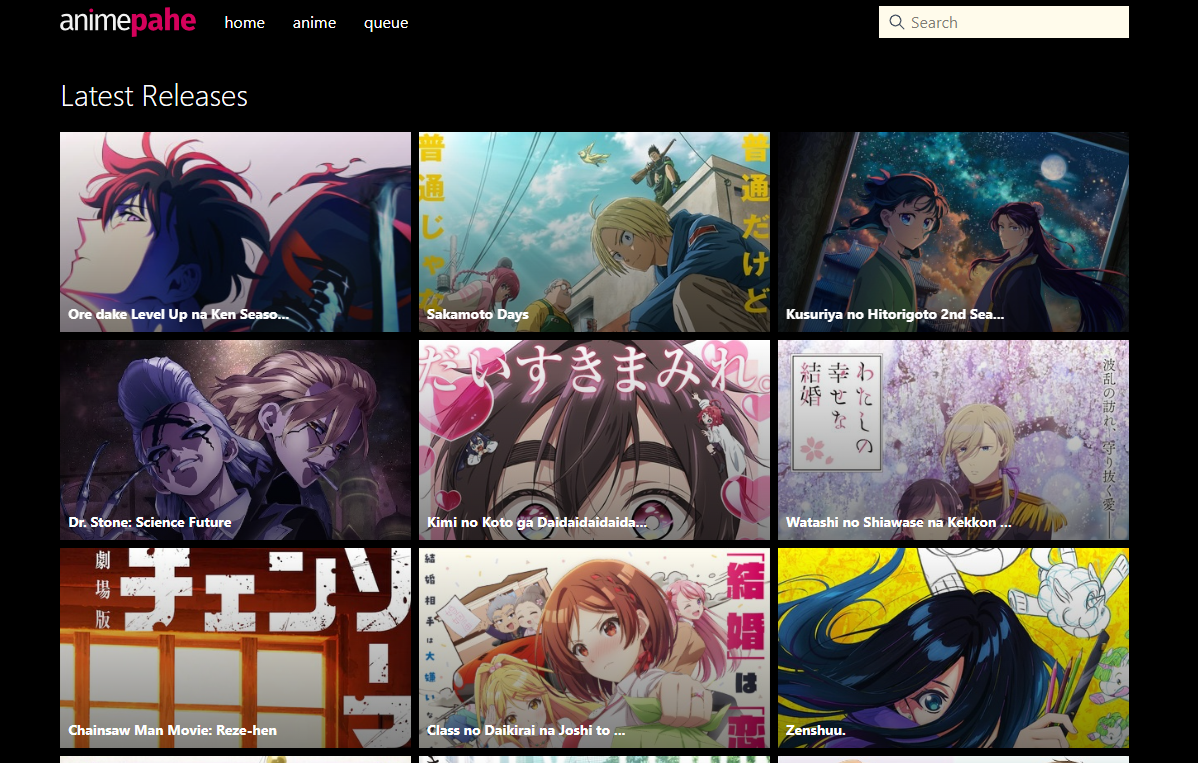 animepahe
home
anime
queue
Search
Latest Releases
普通じゃな
普通だけど
Ore dake Level Up na Ken Seaso...
Sakamoto Days
Kusuriya no Hitorigoto 2nd Sea...
だいすきまみれ。
わたしの
幸せな
結婚
波乱の訪れ、守り抜く愛――
Dr. Stone: Science Future
Kimi no Koto ga Daidaidaidaida...
Watashi no Shiawase na Kekkon ...
劇場版
チェンソ
ー
結婚相手は大嫌いな
「結婚」は「恋
Chainsaw Man Movie: Reze-hen
Class no Daikirai na Joshi to ...
Zenshuu.